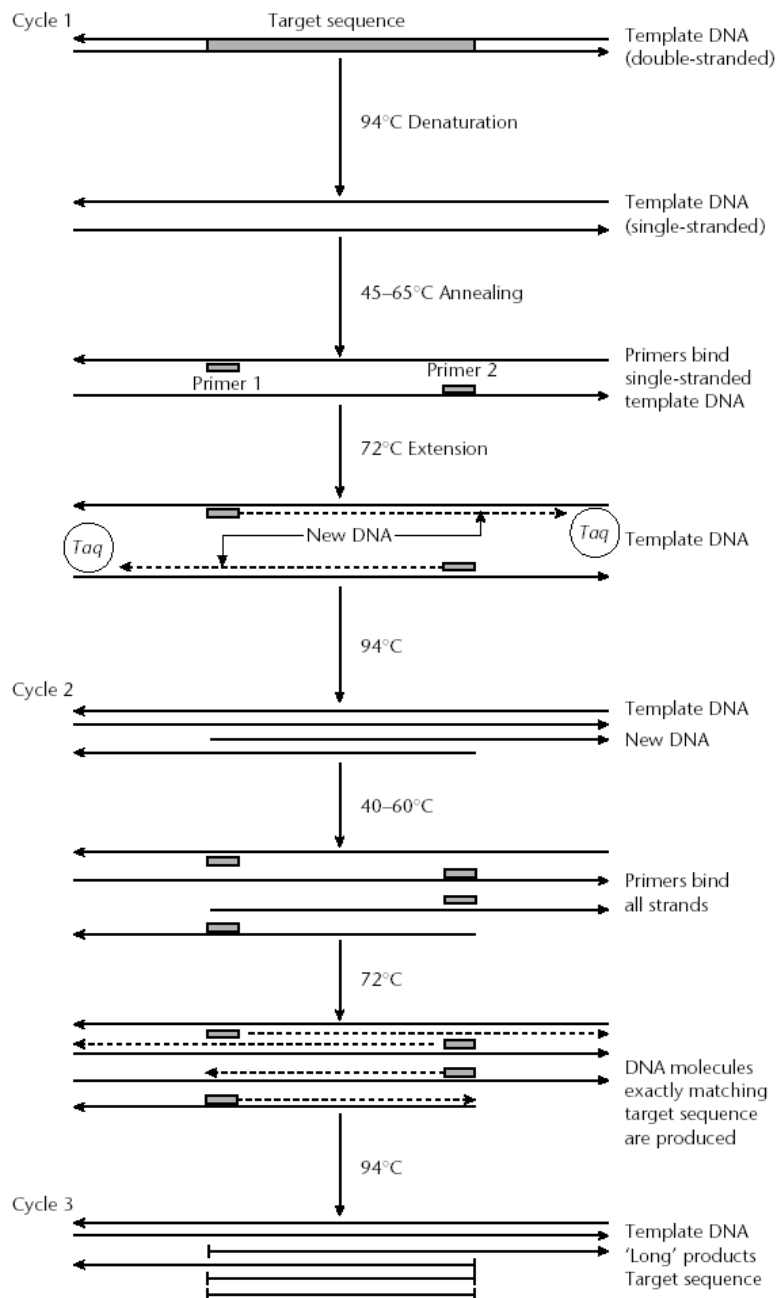 Cycle 1
Target sequence
Template DNA
(double-stranded)
94°C Denaturation
Template DNA
(single-stranded)
45–65°C Annealing
Primer 1
Primer 2
Primers bind
single-stranded
template DNA
72°C Extension
Taq
New DNA
Taq
Template DNA
94°C
Cycle 2
Template DNA
New DNA
40–60°C
Primers bind
all strands
72°C
DNA molecules
exactly matching
target sequence
are produced
94°C
Cycle 3
Template DNA
'Long' products
Target sequence